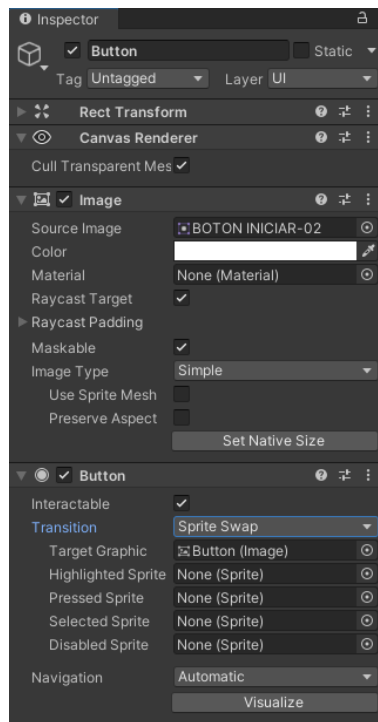 Inspector
Button Static
Tag Untagged Layer UI
Rect Transform
Canvas Renderer
Cull Transparent Mes
Image
Source Image BOTON INICIAR-02
Color
Material None (Material)
Raycast Target
Raycast Padding
Maskable
Image Type Simple
Use Sprite Mesh
Preserve Aspect
Set Native Size
Button
Interactable
Transition Sprite Swap
Target Graphic Button (Image)
Highlighted Sprite None (Sprite)
Pressed Sprite None (Sprite)
Selected Sprite None (Sprite)
Disabled Sprite None (Sprite)
Navigation Automatic
Visualize